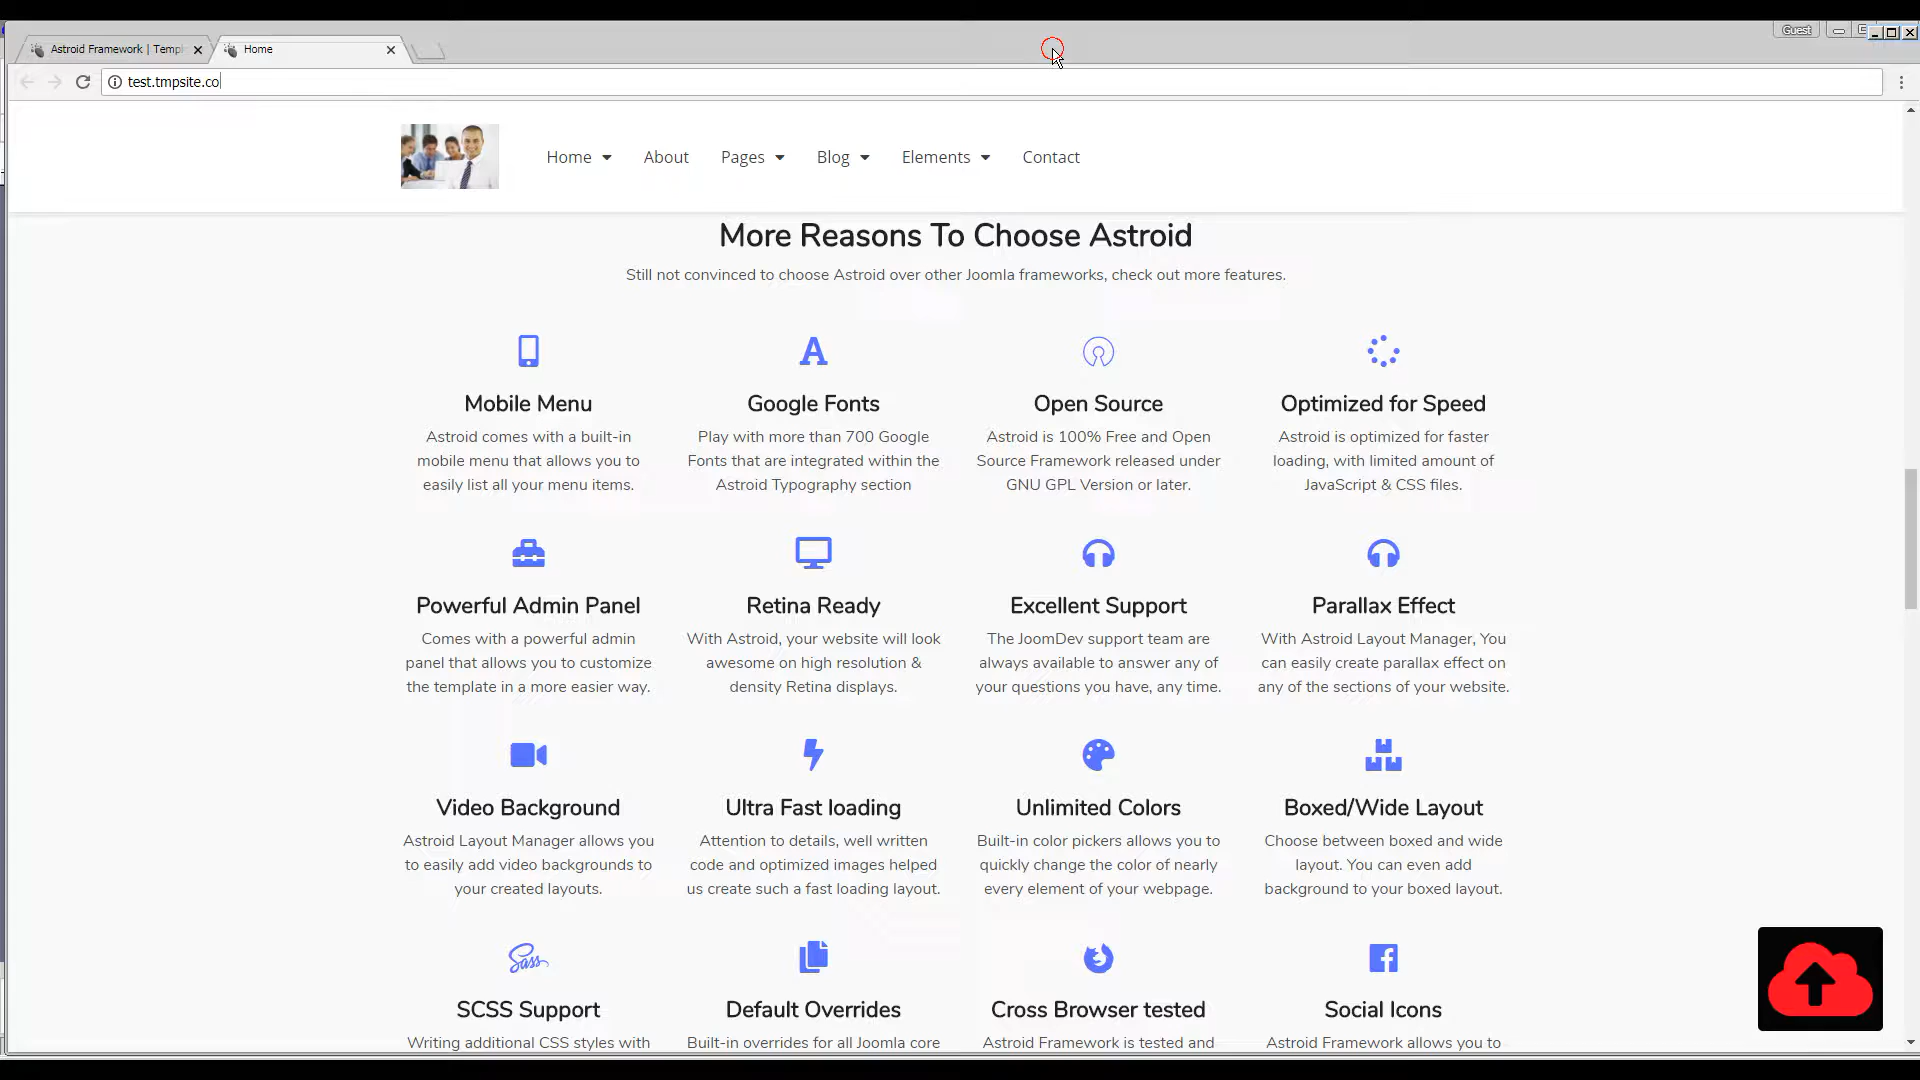 Guest
Astroid Framework | Templ
Home
test.tmpsite.co
Home
About
Pages
Blog
Elements
Contact
More Reasons To Choose Astroid
Still not convinced to choose Astroid over other Joomla frameworks, check out more features.
Mobile Menu
Astroid comes with a built-in
mobile menu that allows you to
easily list all your menu items.
Google Fonts
Play with more than 700 Google
Fonts that are integrated within the
Astroid Typography section
Open Source
Astroid is 100% Free and Open
Source Framework released under
GNU GPL Version or later.
Optimized for Speed
Astroid is optimized for faster
loading, with limited amount of
JavaScript & CSS files.
Powerful Admin Panel
Comes with a powerful admin
panel that allows you to customize
the template in a more easier way.
Retina Ready
With Astroid, your website will look
awesome on high resolution &
density Retina displays.
Excellent Support
The JoomDev support team are
always available to answer any of
your questions you have, any time.
Parallax Effect
With Astroid Layout Manager, You
can easily create parallax effect on
any of the sections of your website.
Video Background
Astroid Layout Manager allows you
to easily add video backgrounds to
your created layouts.
Ultra Fast loading
Attention to details, well written
code and optimized images helped
us create such a fast loading layout.
Unlimited Colors
Built-in color pickers allows you to
quickly change the color of nearly
every element of your webpage.
Boxed/Wide Layout
Choose between boxed and wide
layout. You can even add
background to your boxed layout.
Sass
SCSS Support
Writing additional CSS styles with
Default Overrides
Built-in overrides for all Joomla core
Cross Browser tested
Astroid Framework is tested and
Social Icons
Astroid Framework allows you to